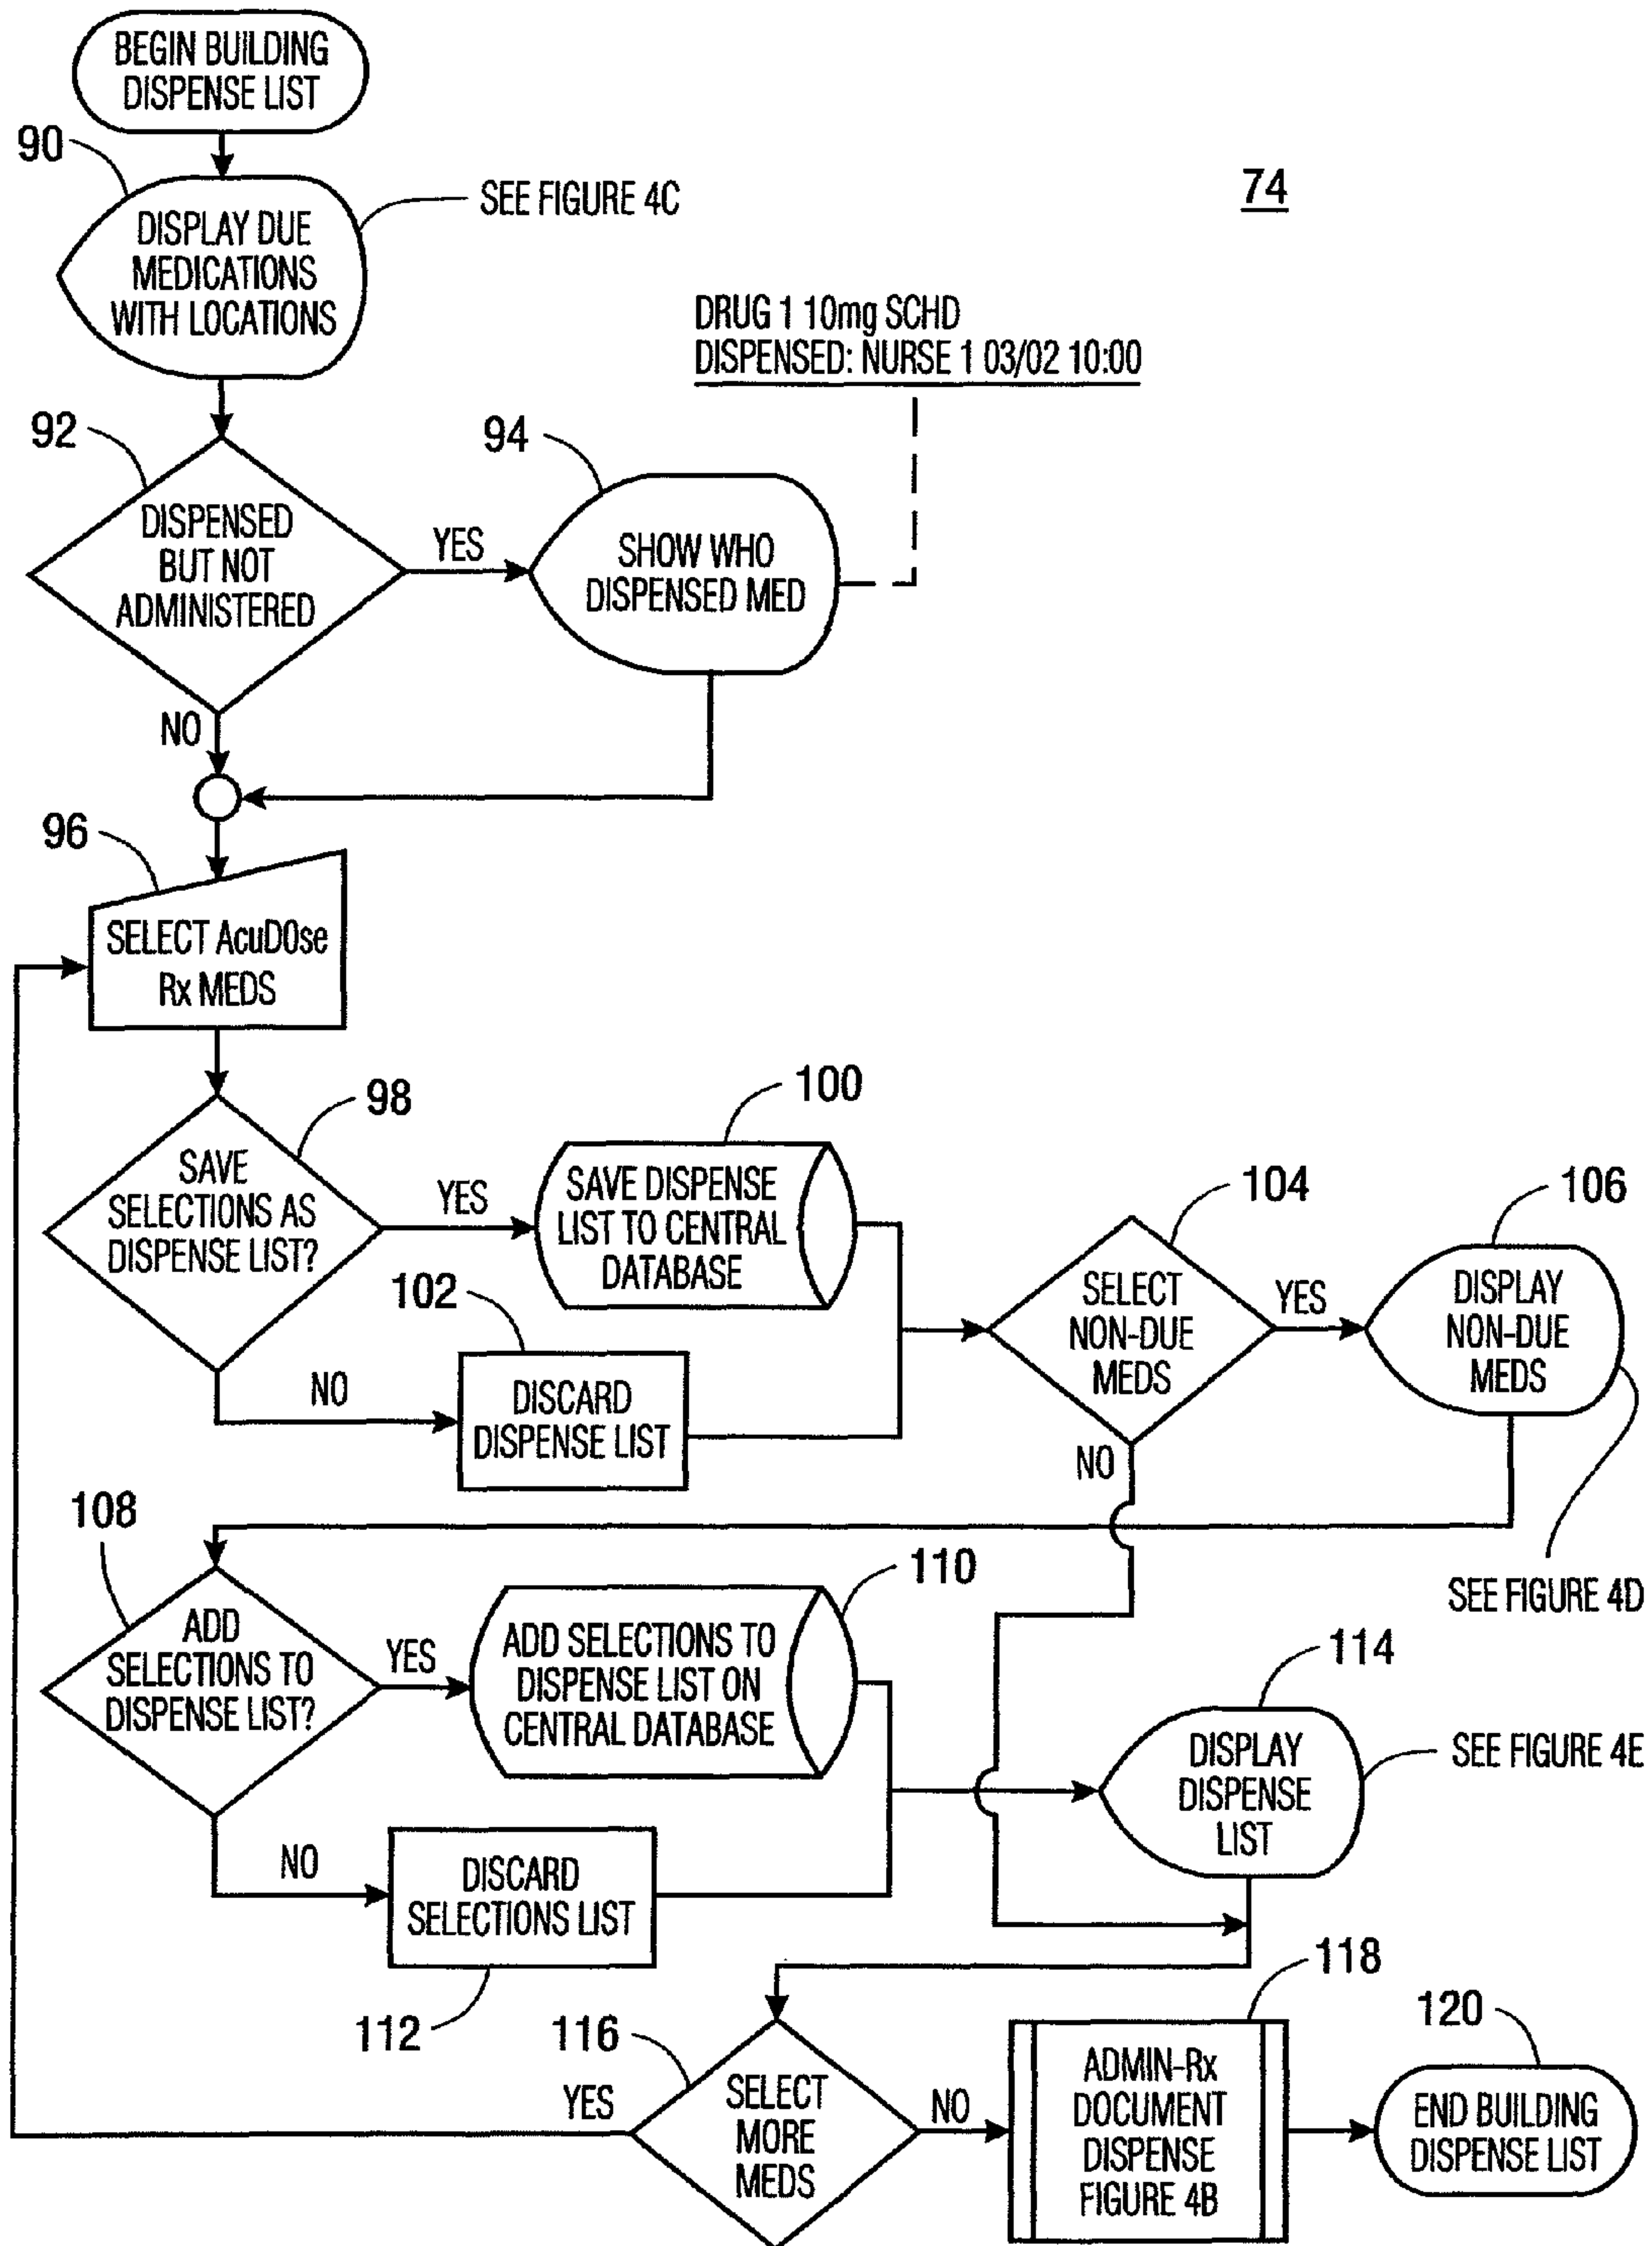 BEGIN BUILDING
DISPENSE LIST
90
DISPLAY DUE
MEDICATIONS
WITH LOCATIONS
SEE FIGURE 4C
74
DRUG 1 10mg SCHD
DISPENSED: NURSE 1 03/02 10:00
92
DISPENSED
BUT NOT
ADMINISTERED
YES
94
SHOW WHO
DISPENSED MED
NO
96
SELECT AcuD0se
Rx MEDS
98
SAVE
SELECTIONS AS
DISPENSE LIST?
YES
100
SAVE DISPENSE
LIST TO CENTRAL
DATABASE
NO
102
DISCARD
DISPENSE LIST
104
SELECT
NON-DUE
MEDS
YES
106
DISPLAY
NON-DUE
MEDS
NO
SEE FIGURE 4D
108
ADD
SELECTIONS TO
DISPENSE LIST?
YES
110
ADD SELECTIONS TO
DISPENSE LIST ON
CENTRAL DATABASE
NO
DISCARD
SELECTIONS LIST
112
114
DISPLAY
DISPENSE
LIST
SEE FIGURE 4E
116
SELECT
MORE
MEDS
YES
NO
118
ADMIN-Rx
DOCUMENT
DISPENSE
FIGURE 4B
120
END BUILDING
DISPENSE LIST